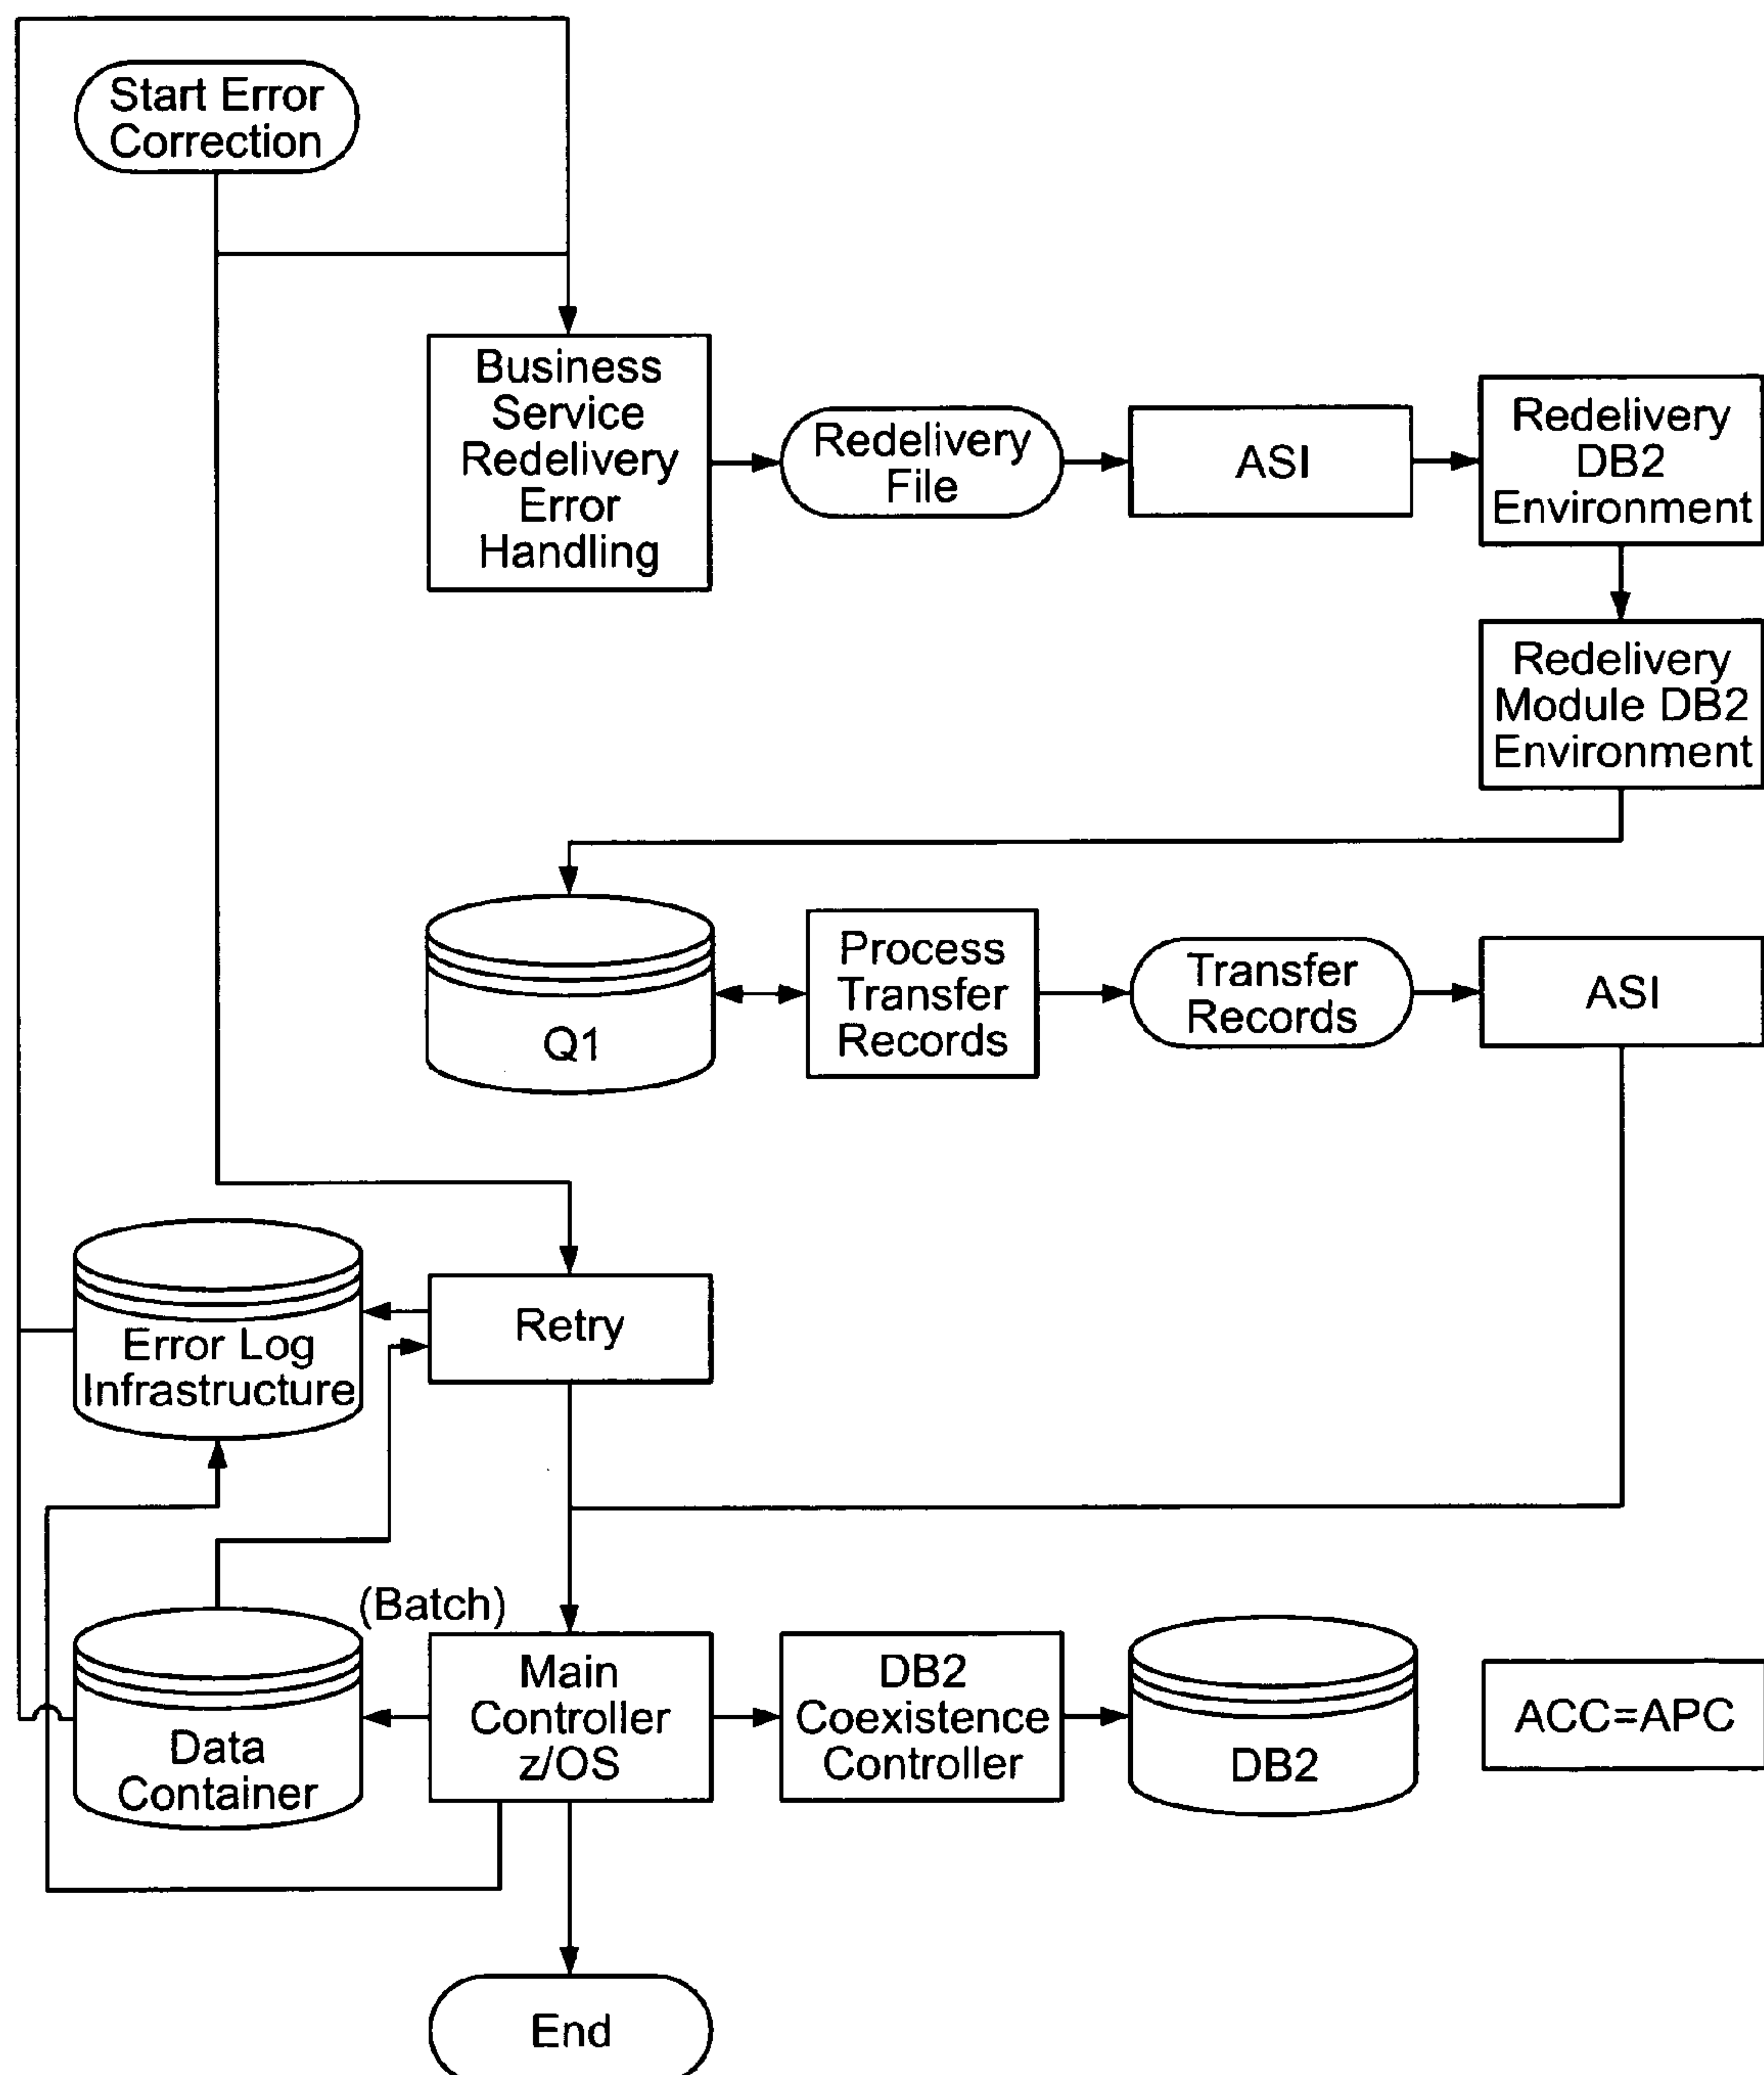 Start Error
Correction
Business
Service
Redelivery
Error
Handling
Redelivery
File
ASI
Redelivery
DB2
Environment
Redelivery
Module DB2
Environment
Q1
Process
Transfer
Records
Transfer
Records
ASI
Retry
Error Log
Infrastructure
(Batch)
Data
Container
Main
Controller
z/OS
DB2
Coexistence
Controller
DB2
ACC=APC
End